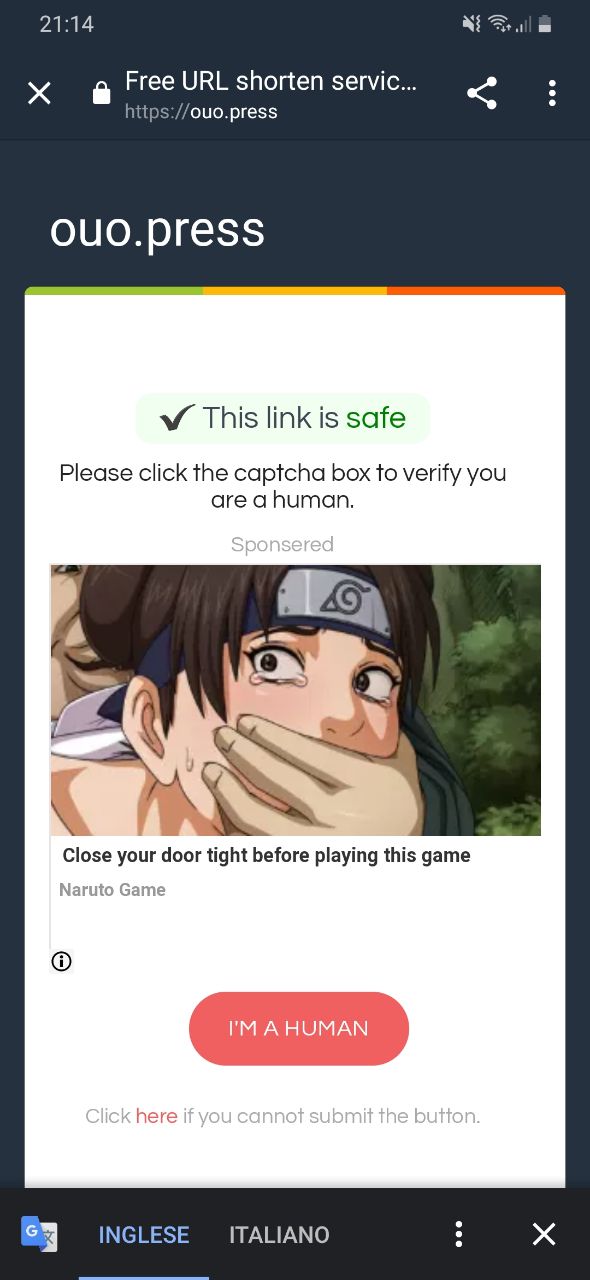 21:14
Free URL shorten servic...
https://ouo.press
ouo.press
This link is safe
Please click the captcha box to verify you
are a human.
Sponsered
Close your door tight before playing this game
Naruto Game
I'M A HUMAN
Click here if you cannot submit the button.
INGLESE ITALIANO